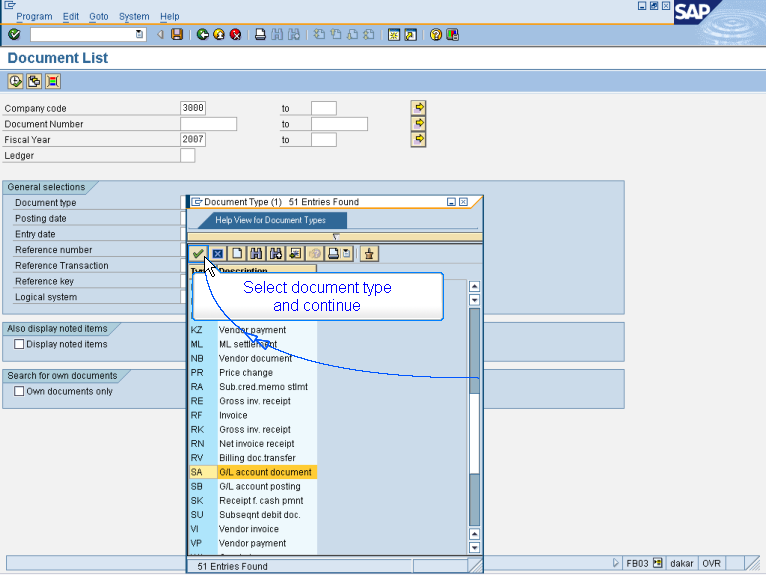 Program Edit Goto System Help
SAP
Document List
Company code 3000 to
Document Number to
Fiscal Year 2007 to
Ledger
General selections
Document type
Posting date
Entry date
Reference number
Reference Transaction
Reference key
Logical system
Also display noted items
Display noted items
Search for own documents
Own documents only
Document Type (1) 51 Entries Found
Help View for Document Types
Description
Select document type
and continue
KZ Vendor payment
ML ML settlement
NB Vendor document
PR Price change
RA Sub.cred.memo stlmt
RE Gross inv. receipt
RF Invoice
RK Gross inv. receipt
RN Net invoice receipt
RV Billing doc.transfer
SA G/L account document
SB G/L account posting
SK Receipt f. cash pmnt
SU Subseqnt debit doc.
VI Vendor invoice
VP Vendor payment
51 Entries Found
FB03 dakar OVR